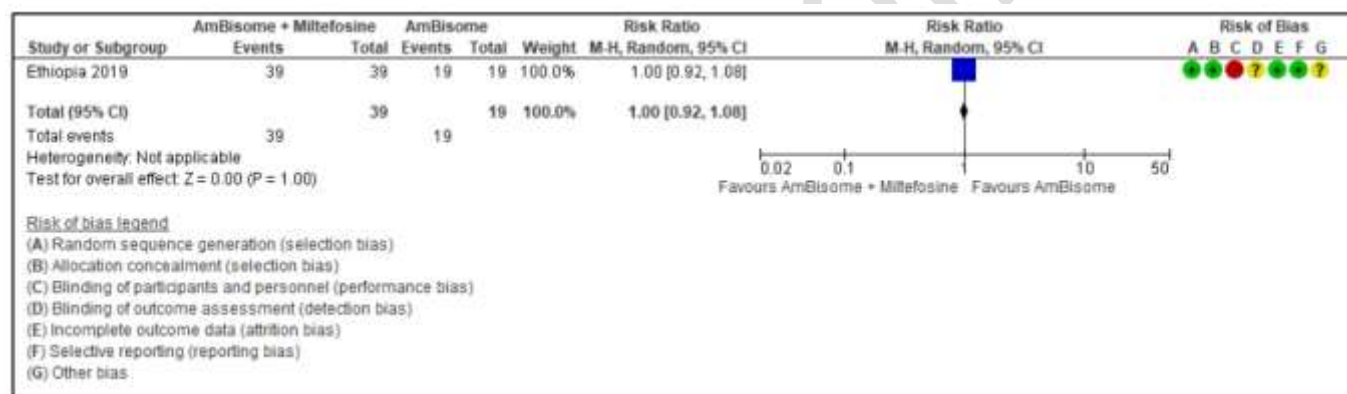 AmBisome + Miltefosine AmBisome Risk Ratio Risk Ratio Risk of Bias
Study or Subgroup Events Total Events Total Weight M-H, Random, 95% CI M-H, Random, 95% CI A B C D E F G
Ethiopia 2019 39 39 19 19 100.0% 1.00 [0.92, 1.08] + + ? + + ?
Total (95% CI) 39 19 100.0% 1.00 [0.92, 1.08]
Total events 39 19
Heterogeneity: Not applicable
Test for overall effect: Z = 0.00 (P = 1.00)
0.02 0.1 1 10 50
Favours AmBisome + Miltefosine Favours AmBisome
Risk of bias legend
(A) Random sequence generation (selection bias)
(B) Allocation concealment (selection bias)
(C) Blinding of participants and personnel (performance bias)
(D) Blinding of outcome assessment (detection bias)
(E) Incomplete outcome data (attrition bias)
(F) Selective reporting (reporting bias)
(G) Other bias